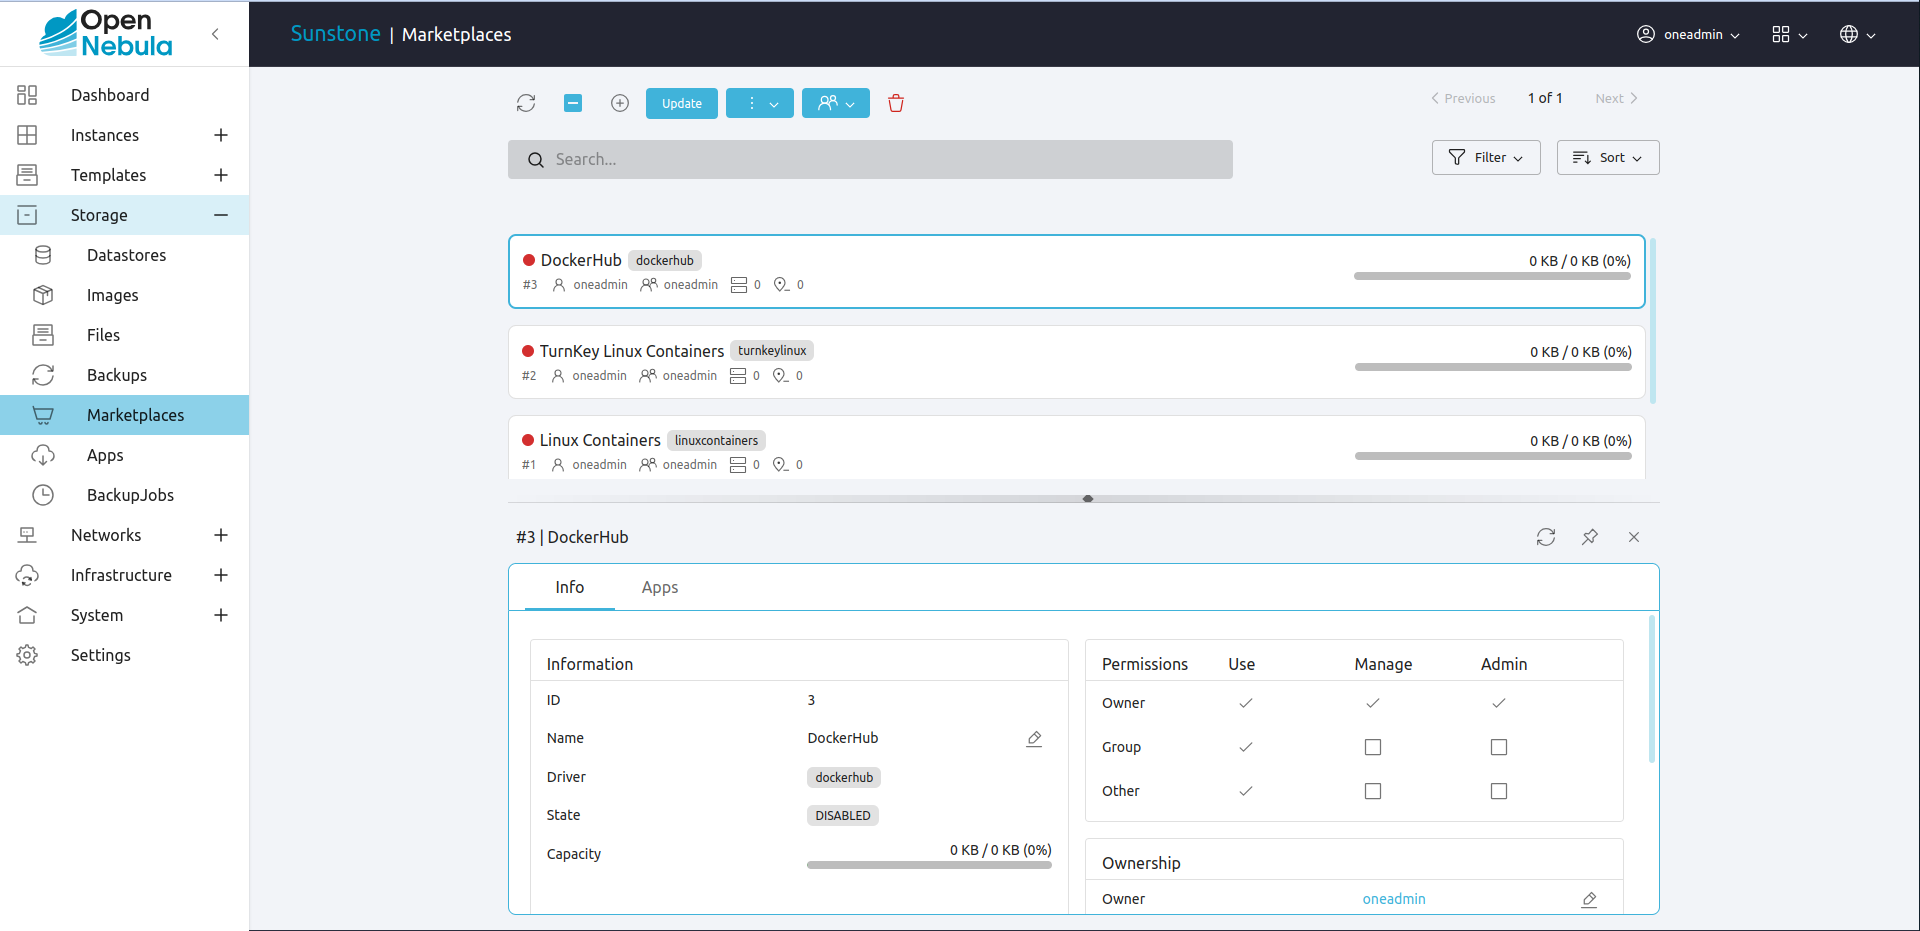 Open
Nebula
Sunstone | Marketplaces
oneadmin
Dashboard
Instances
Templates
Storage
Datastores
Images
Files
Backups
Marketplaces
Apps
BackupJobs
Networks
Infrastructure
System
Settings
Update
Previous 1 of 1 Next
Search...
Filter
Sort
DockerHub dockerhub
0 KB / 0 KB (0%)
#3 oneadmin oneadmin 0 0
TurnKey Linux Containers turnkeylinux
0 KB / 0 KB (0%)
#2 oneadmin oneadmin 0 0
Linux Containers linuxcontainers
0 KB / 0 KB (0%)
#1 oneadmin oneadmin 0 0
#3 | DockerHub
Info Apps
Information
ID 3
Name DockerHub
Driver dockerhub
State DISABLED
Capacity 0 KB / 0 KB (0%)
Permissions Use Manage Admin
Owner
Group
Other
Ownership
Owner oneadmin